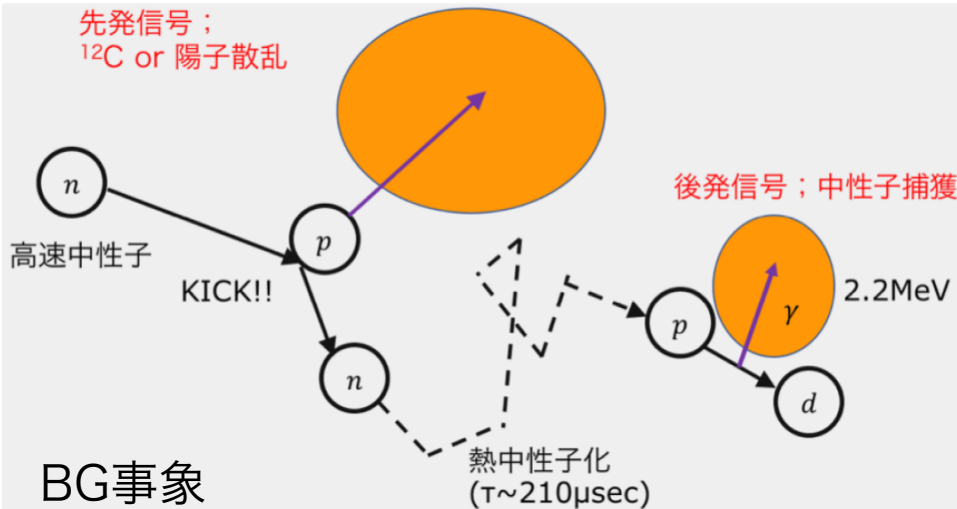 先発信号；
¹²C or 陽子散乱
n
高速中性子
KICK!!
p
n
熱中性子化
(τ~210μsec)
後発信号；中性子捕獲
p
γ
2.2MeV
d
BG事象